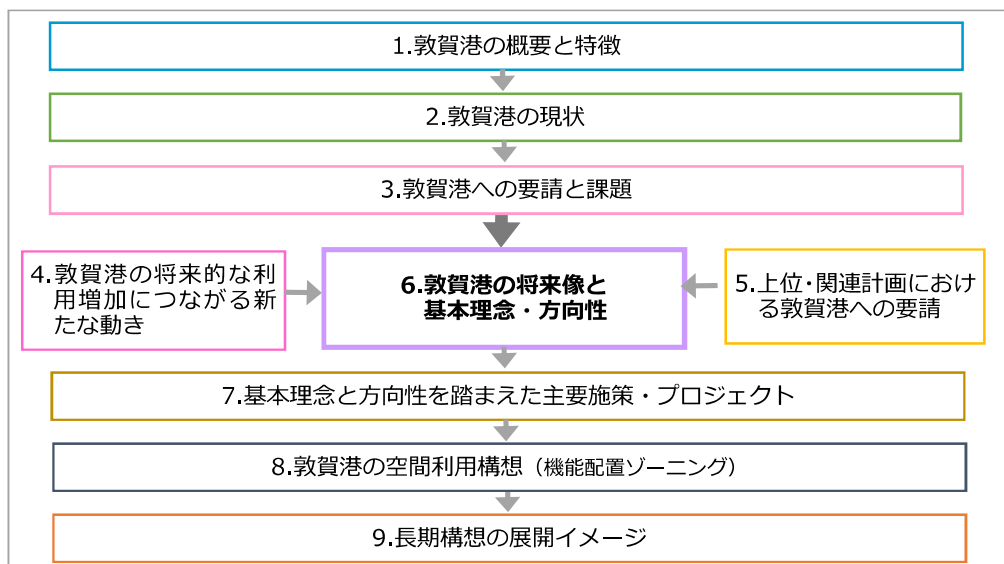 1.敦賀港の概要と特徴
2.敦賀港の現状
3.敦賀港への要請と課題
4.敦賀港の将来的な利
用増加につながる新
たな動き
6.敦賀港の将来像と
基本理念・方向性
5.上位・関連計画におけ
る敦賀港への要請
7.基本理念と方向性を踏まえた主要施策・プロジェクト
8.敦賀港の空間利用構想（機能配置ゾーニング）
9.長期構想の展開イメージ